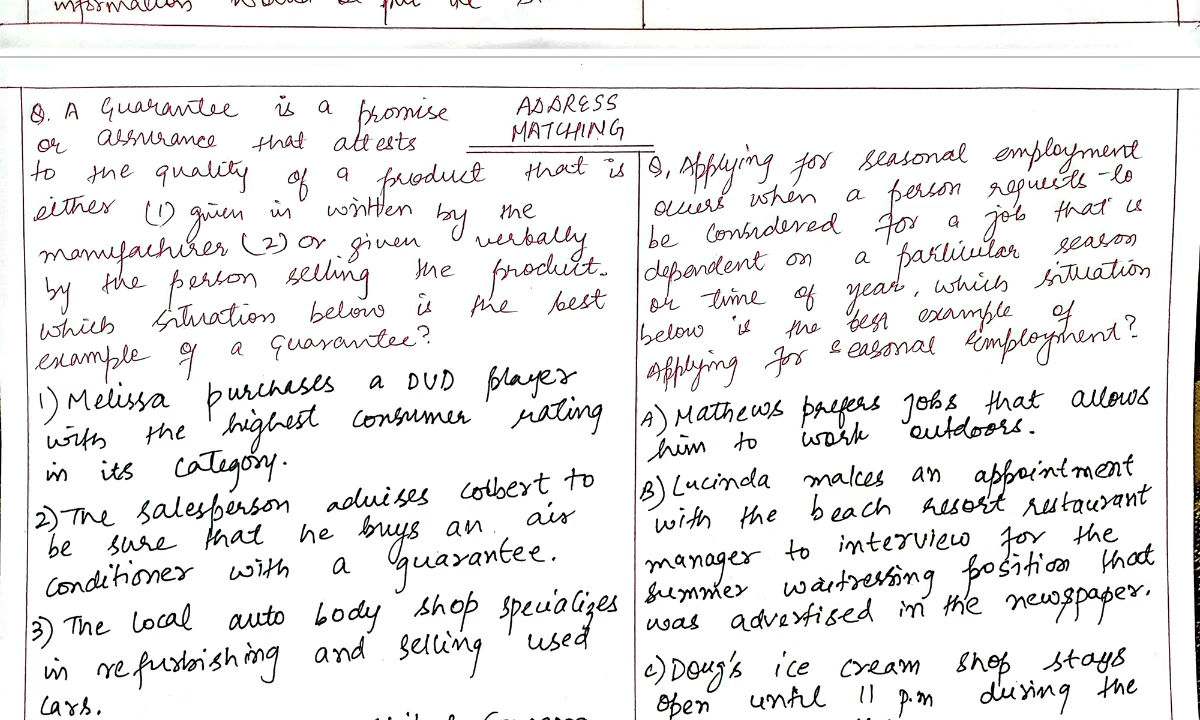 information
Q. A Guarantee is a promise
or assurance that attests
to the quality of a product that is
either (1) given in written by the
manufacturer (2) or given verbally
by the person selling the product.
which situation below is the best
example of a Guarantee?
1) Melissa purchases a DVD player
with the highest consumer rating
in its category.
2) The salesperson advises colbert to
be sure that he buys an air
conditioner with a guarantee.
3) The local auto body shop specializes
in refurbishing and selling used
cars.
ADDRESS
MATCHING
Q. Applying for seasonal employment
occurs when a person requests to
be considered for a job that is
dependent on a particular season
or time of year, which situation
below is the best example of
Applying for seasonal employment?
A) Mathews prefers jobs that allows
him to work outdoors.
B) Lucinda makes an appointment
with the beach resort restaurant
manager to interview for the
summer waitressing position that
was advertised in the newspaper.
C) Doug's ice cream shop stays
open until 11 p.m during the